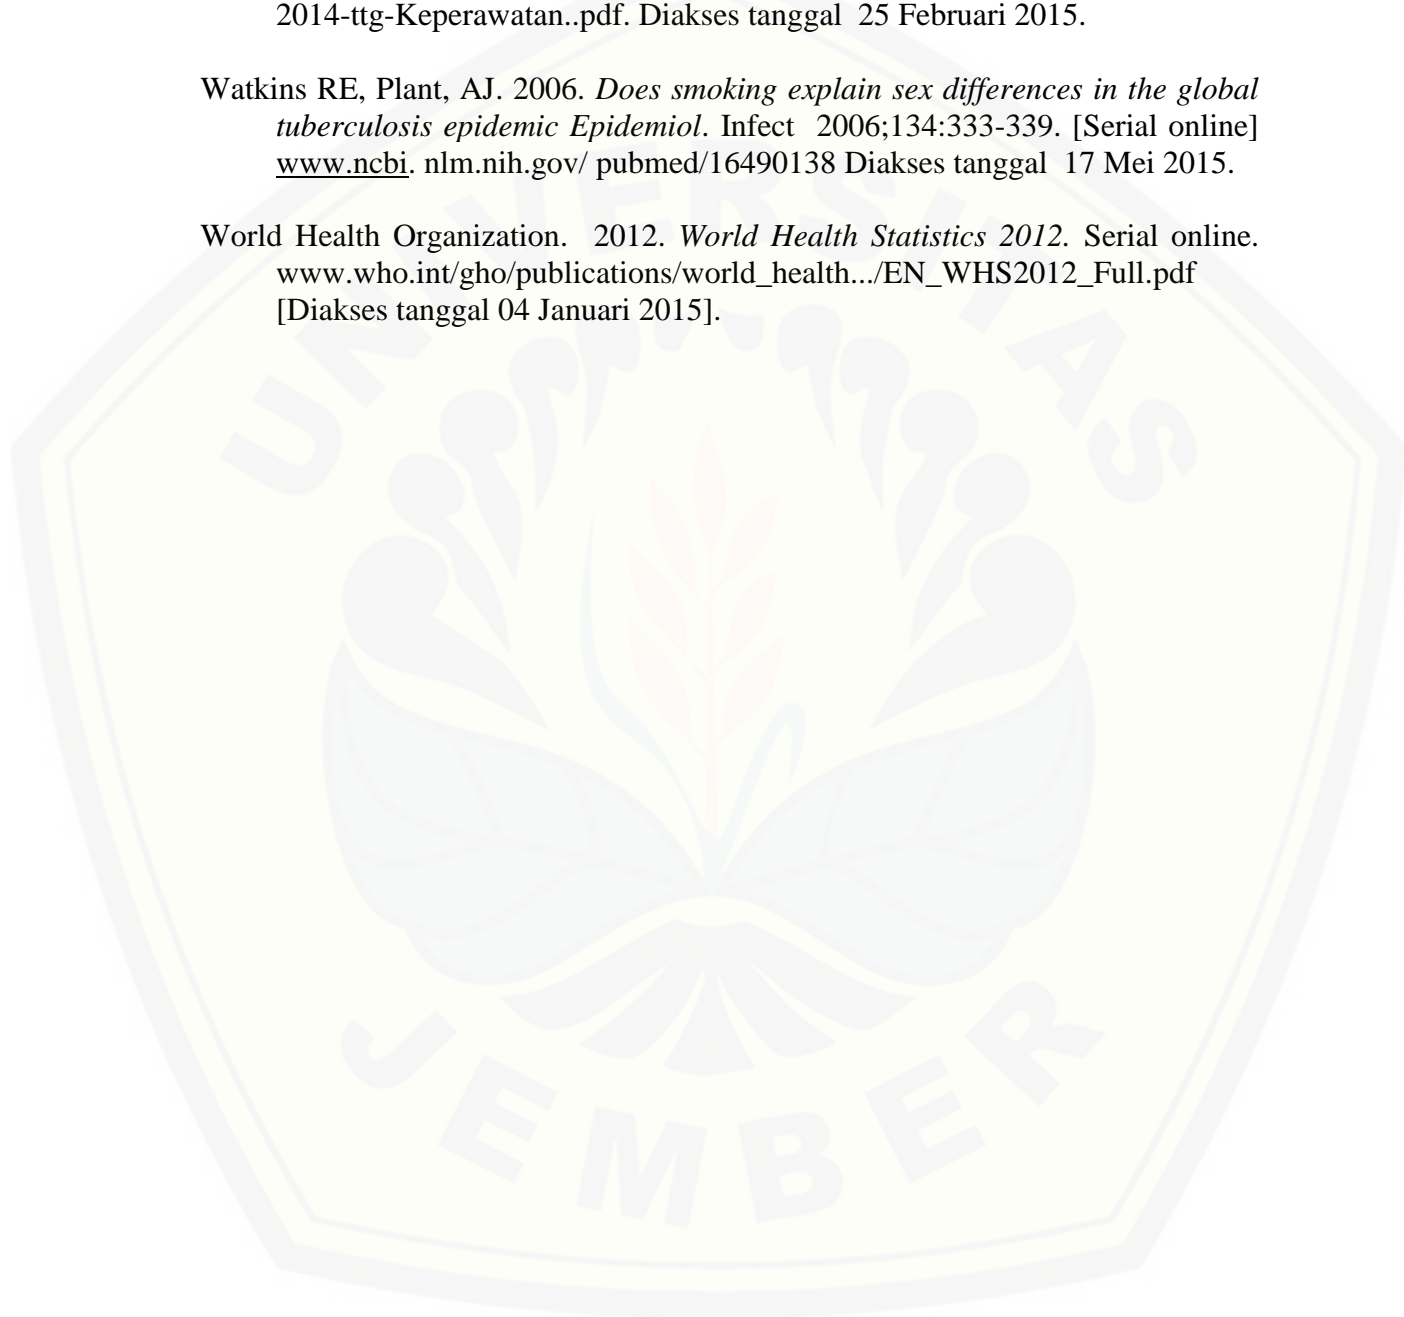 2014-ttg-Keperawatan..pdf. Diakses tanggal  25 Februari 2015.
Watkins RE, Plant, AJ. 2006. Does smoking explain sex differences in the global
tuberculosis epidemic Epidemiol. Infect  2006;134:333-339. [Serial online]
www.ncbi. nlm.nih.gov/ pubmed/16490138 Diakses tanggal  17 Mei 2015.
World Health Organization.  2012. World Health Statistics 2012. Serial online.
www.who.int/gho/publications/world_health.../EN_WHS2012_Full.pdf
[Diakses tanggal 04 Januari 2015].
UNIVERSITAS
JEMBER